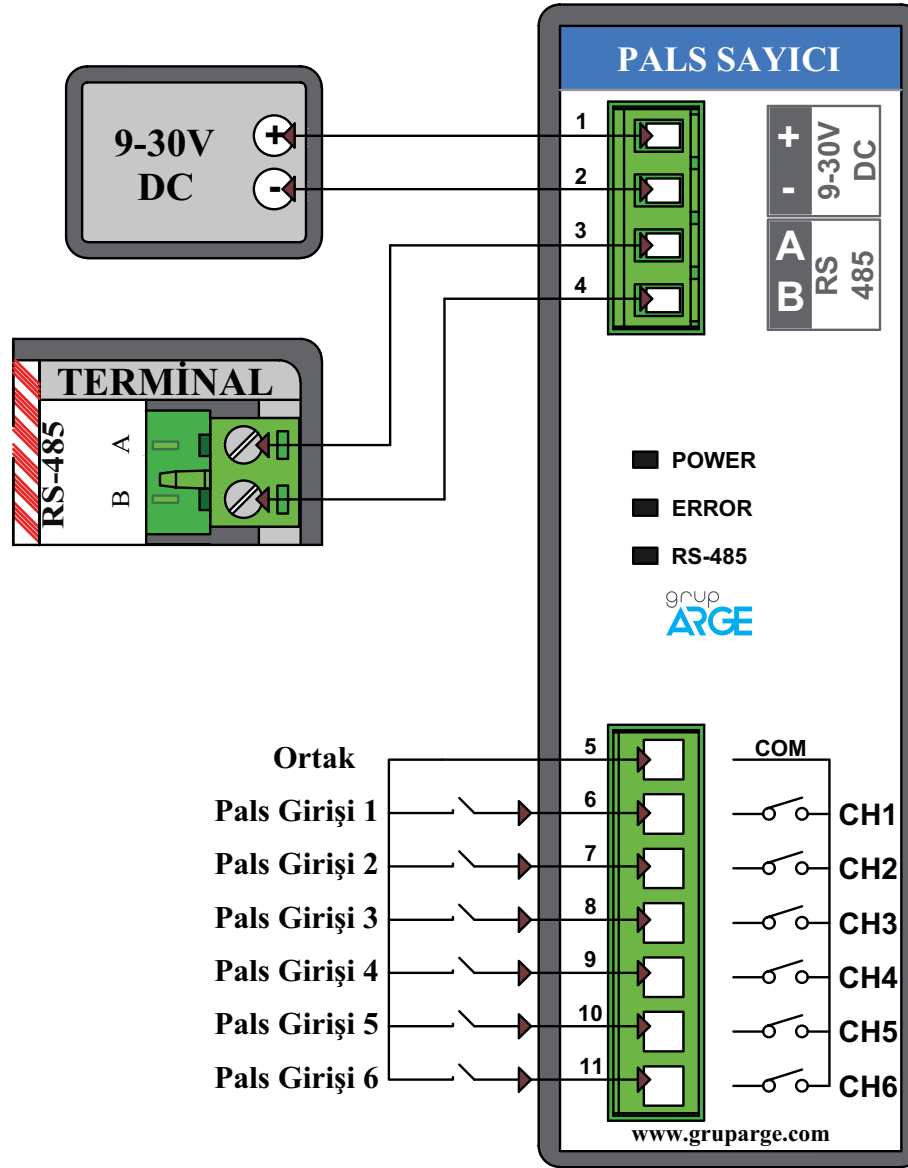 PALS SAYICI
9-30V
DC
+
-
1
2
3
4
+
-
9-30V
DC
A
B
RS
485
TERMİNAL
RS-485
A
B
POWER
ERROR
RS-485
grup
ARGE
Ortak
5
COM
Pals Girişi 1
6
CH1
Pals Girişi 2
7
CH2
Pals Girişi 3
8
CH3
Pals Girişi 4
9
CH4
Pals Girişi 5
10
CH5
Pals Girişi 6
11
CH6
www.gruparge.com